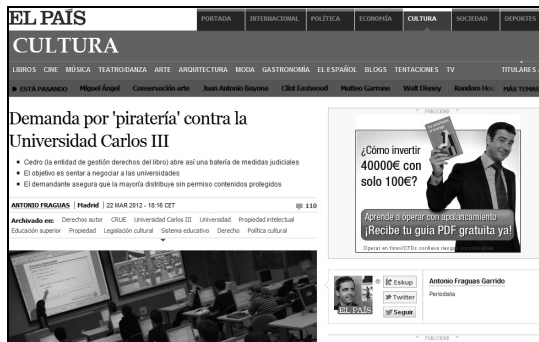 EL PAÍS
PORTADA INTERNACIONAL POLÍTICA ECONOMÍA CULTURA SOCIEDAD DEPORTES
CULTURA
LIBROS CINE MÚSICA TEATRO/DANZA ARTE ARQUITECTURA MODA GASTRONOMÍA EL ESPAÑOL BLOGS TENTACIONES TV TITULARES
ESTÁ PASANDO Miguel Ángel Conservación arte Juan Antonio Bayona Clint Eastwood Matteo Garrone Walt Disney Random Hou MÁS TEMAS
Demanda por 'piratería' contra la
Universidad Carlos III
Cedro (la entidad de gestión derechos del libro) abre así una batería de medidas judiciales
El objetivo es sentar a negociar a las universidades
El demandante asegura que la mayoría distribuye sin permiso contenidos protegidos
ANTONIO FRAGUAS | Madrid | 22 MAR 2012 - 18:16 CET 110
Archivado en: Derechos autor CRUE Universidad Carlos III Universidad Propiedad intelectual
Educación superior Propiedad Legislación cultural Sistema educativo Derecho Política cultural
PUBLICIDAD
¿Cómo invertir
40000€ con
solo 100€?
Aprende a operar con apalancamiento
¡Recibe tu guía PDF gratuita ya!
Operar en forex/CFDs conlleva
EL PAÍS
Eskup
Twitter
Seguir
Antonio Fraguas Garrido
Periodista
PUBLICIDAD